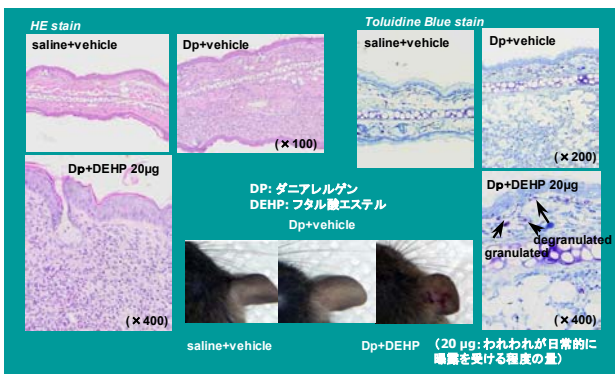 HE stain
saline+vehicle
Dp+vehicle
(×100)
Dp+DEHP 20μg
(×400)
Toluidine Blue stain
saline+vehicle
Dp+vehicle
(×200)
Dp+DEHP 20μg
degranulated
granulated
(×400)
DP: ダニアレルゲン
DEHP: フタル酸エステル
Dp+vehicle
saline+vehicle
Dp+DEHP
(20 μg: われわれが日常的に
曝露を受ける程度の量)